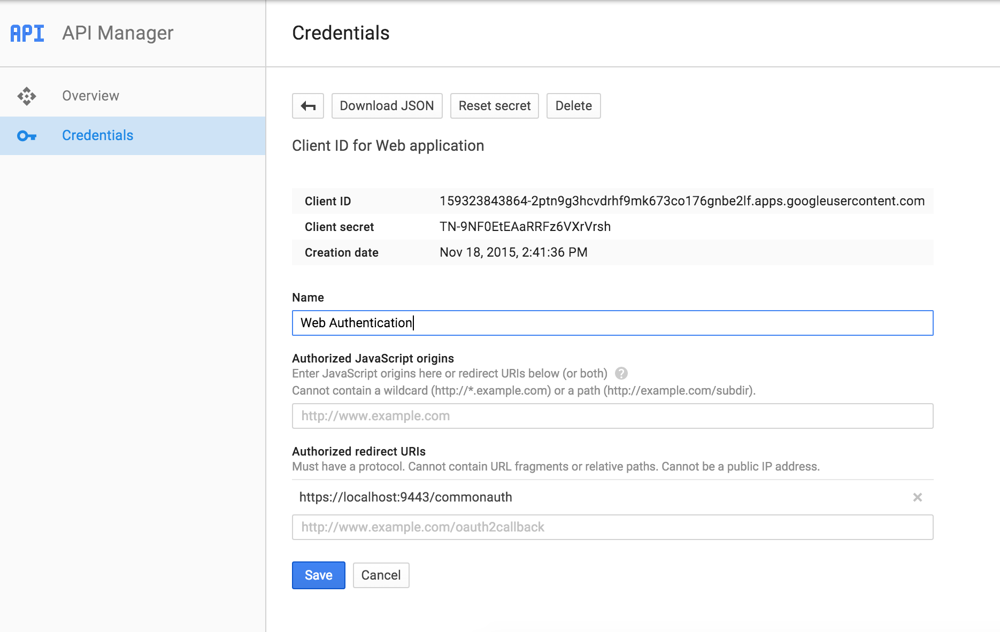 API API Manager
Credentials
Overview
Credentials
Download JSON Reset secret Delete
Client ID for Web application
Client ID 159323843864-2ptn9g3hcvdrhf9mk673co176gnbe2lf.apps.googleusercontent.com
Client secret TN-9NF0EtEAaRRFz6VXrVrsh
Creation date Nov 18, 2015, 2:41:36 PM
Name
Web Authentication
Authorized JavaScript origins
Enter JavaScript origins here or redirect URIs below (or both) ?
Cannot contain a wildcard (http://*.example.com) or a path (http://example.com/subdir).
http://www.example.com
Authorized redirect URIs
Must have a protocol. Cannot contain URL fragments or relative paths. Cannot be a public IP address.
https://localhost:9443/commonauth
http://www.example.com/oauth2callback
Save Cancel